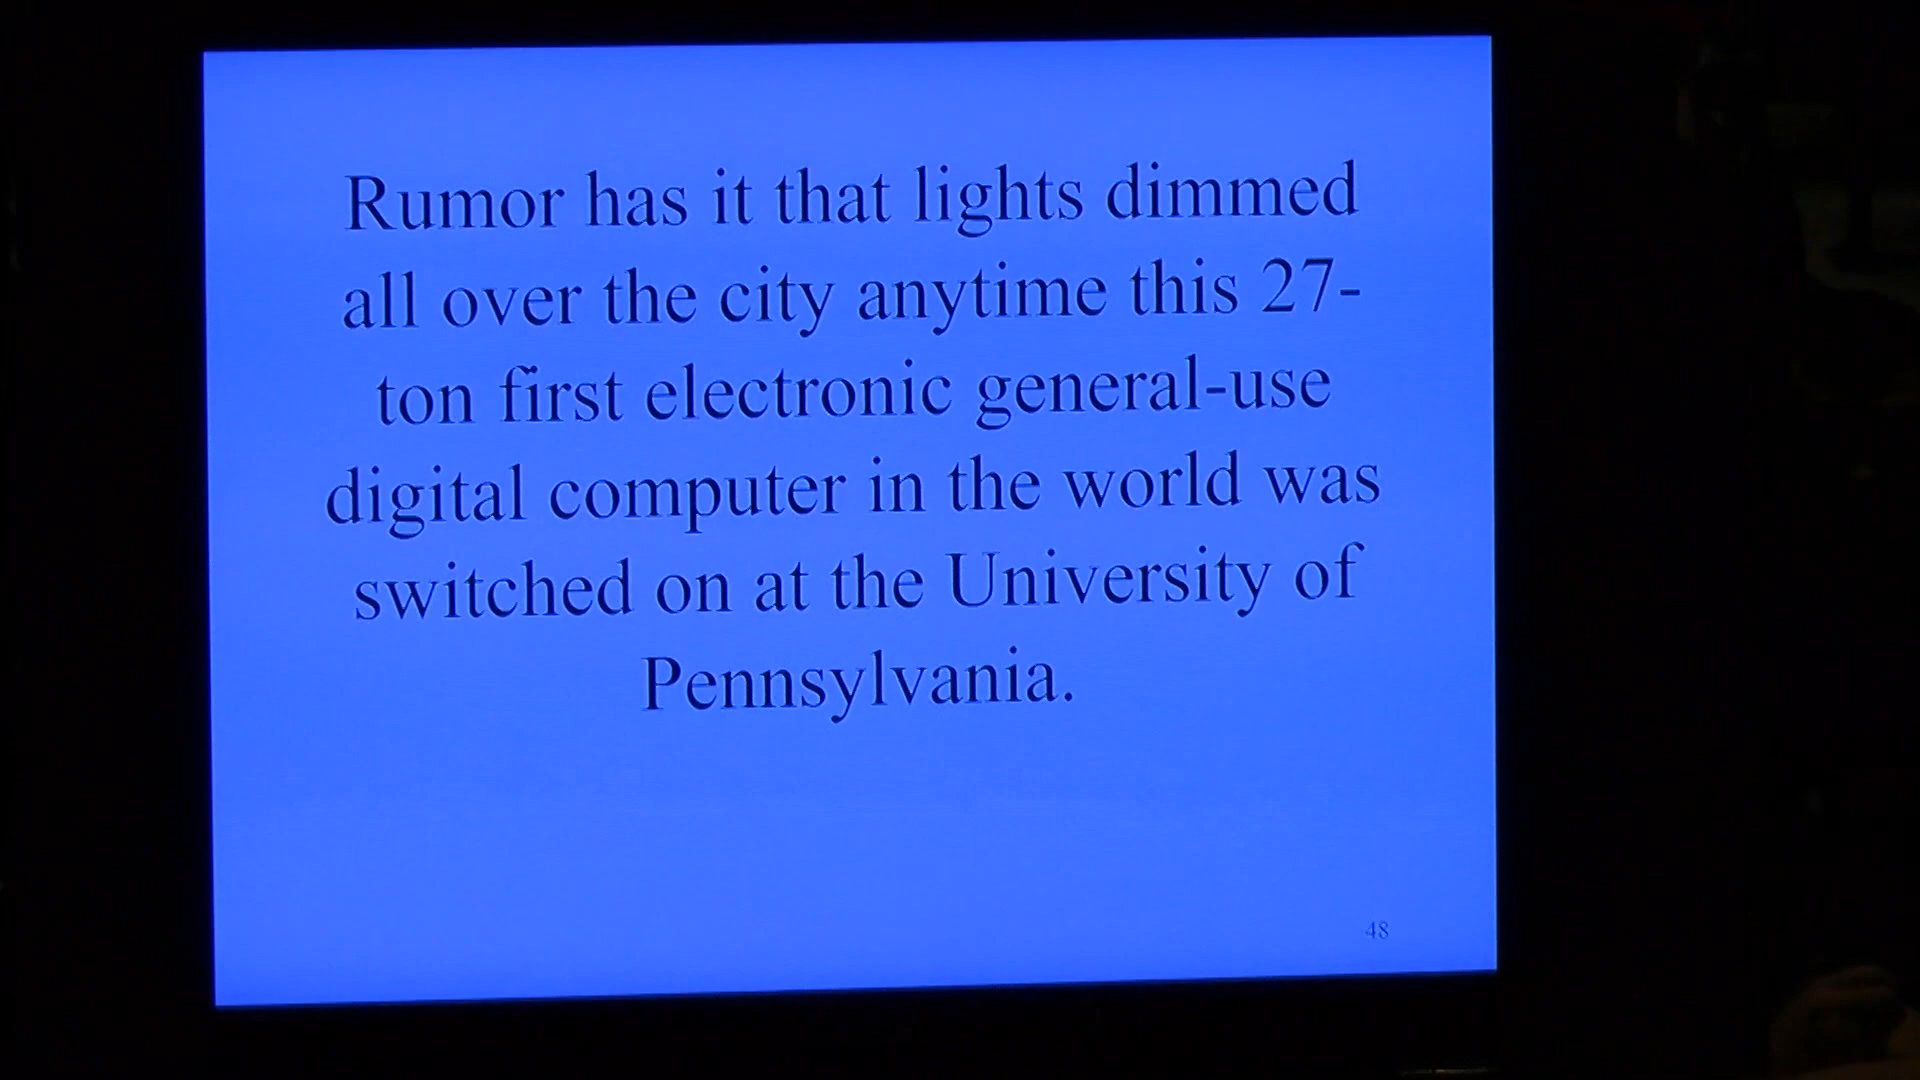 Rumor has it that lights dimmed
all over the city anytime this 27-
ton first electronic general-use
digital computer in the world was
switched on at the University of
Pennsylvania.
48